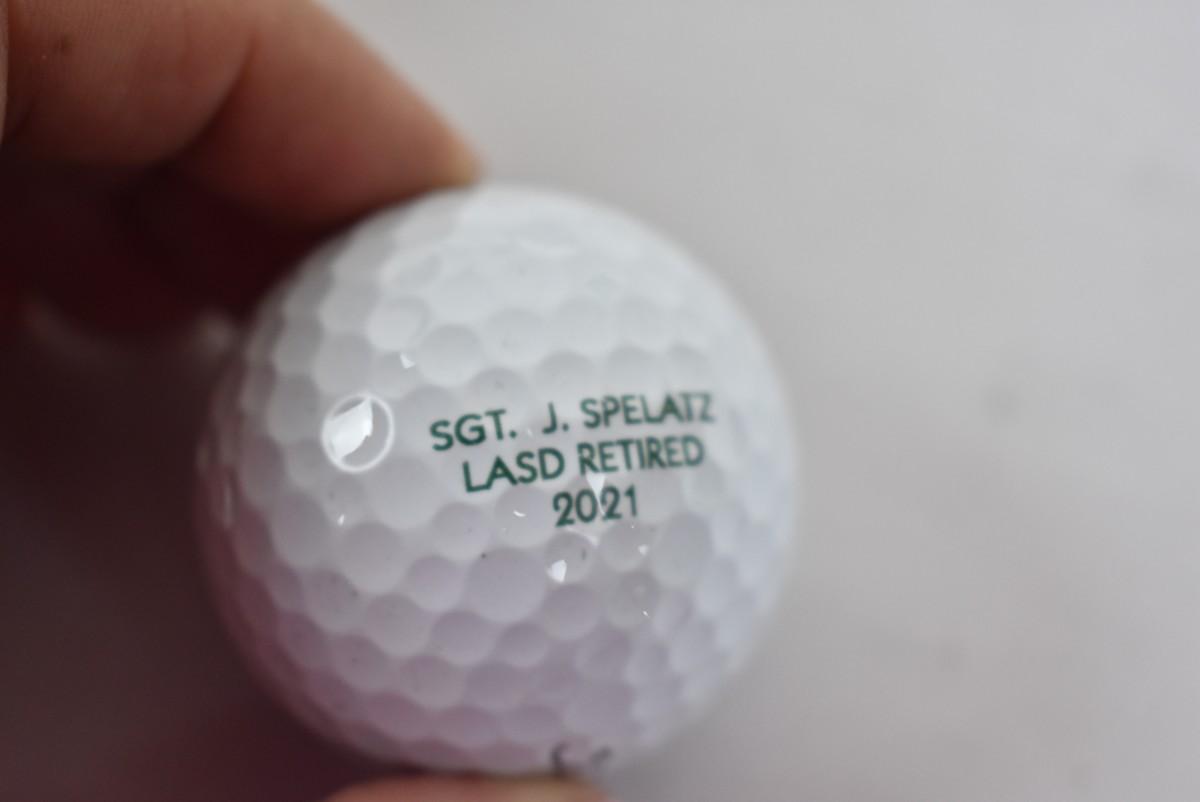 SGT. J. SPELATZ
LASD RETIRED
2021